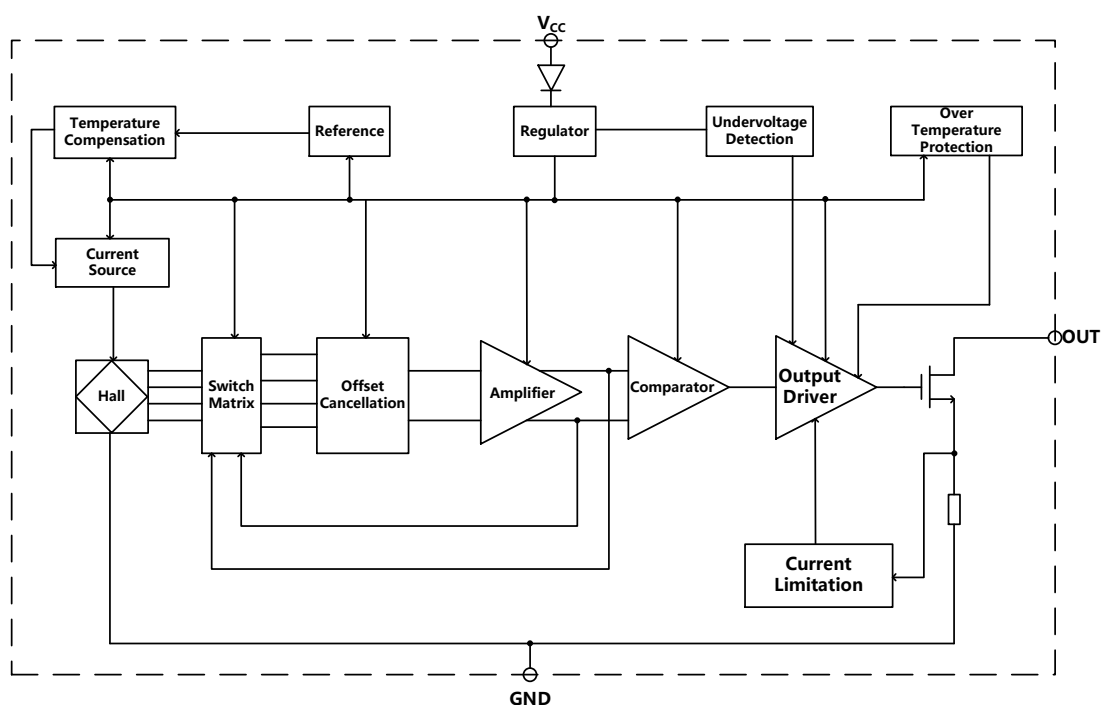 VCC
Temperature
Compensation
Reference
Regulator
Undervoltage
Detection
Over
Temperature
Protection
Current
Source
OUT
Hall
Switch
Matrix
Offset
Cancellation
Amplifier
Comparator
Output
Driver
Current
Limitation
GND